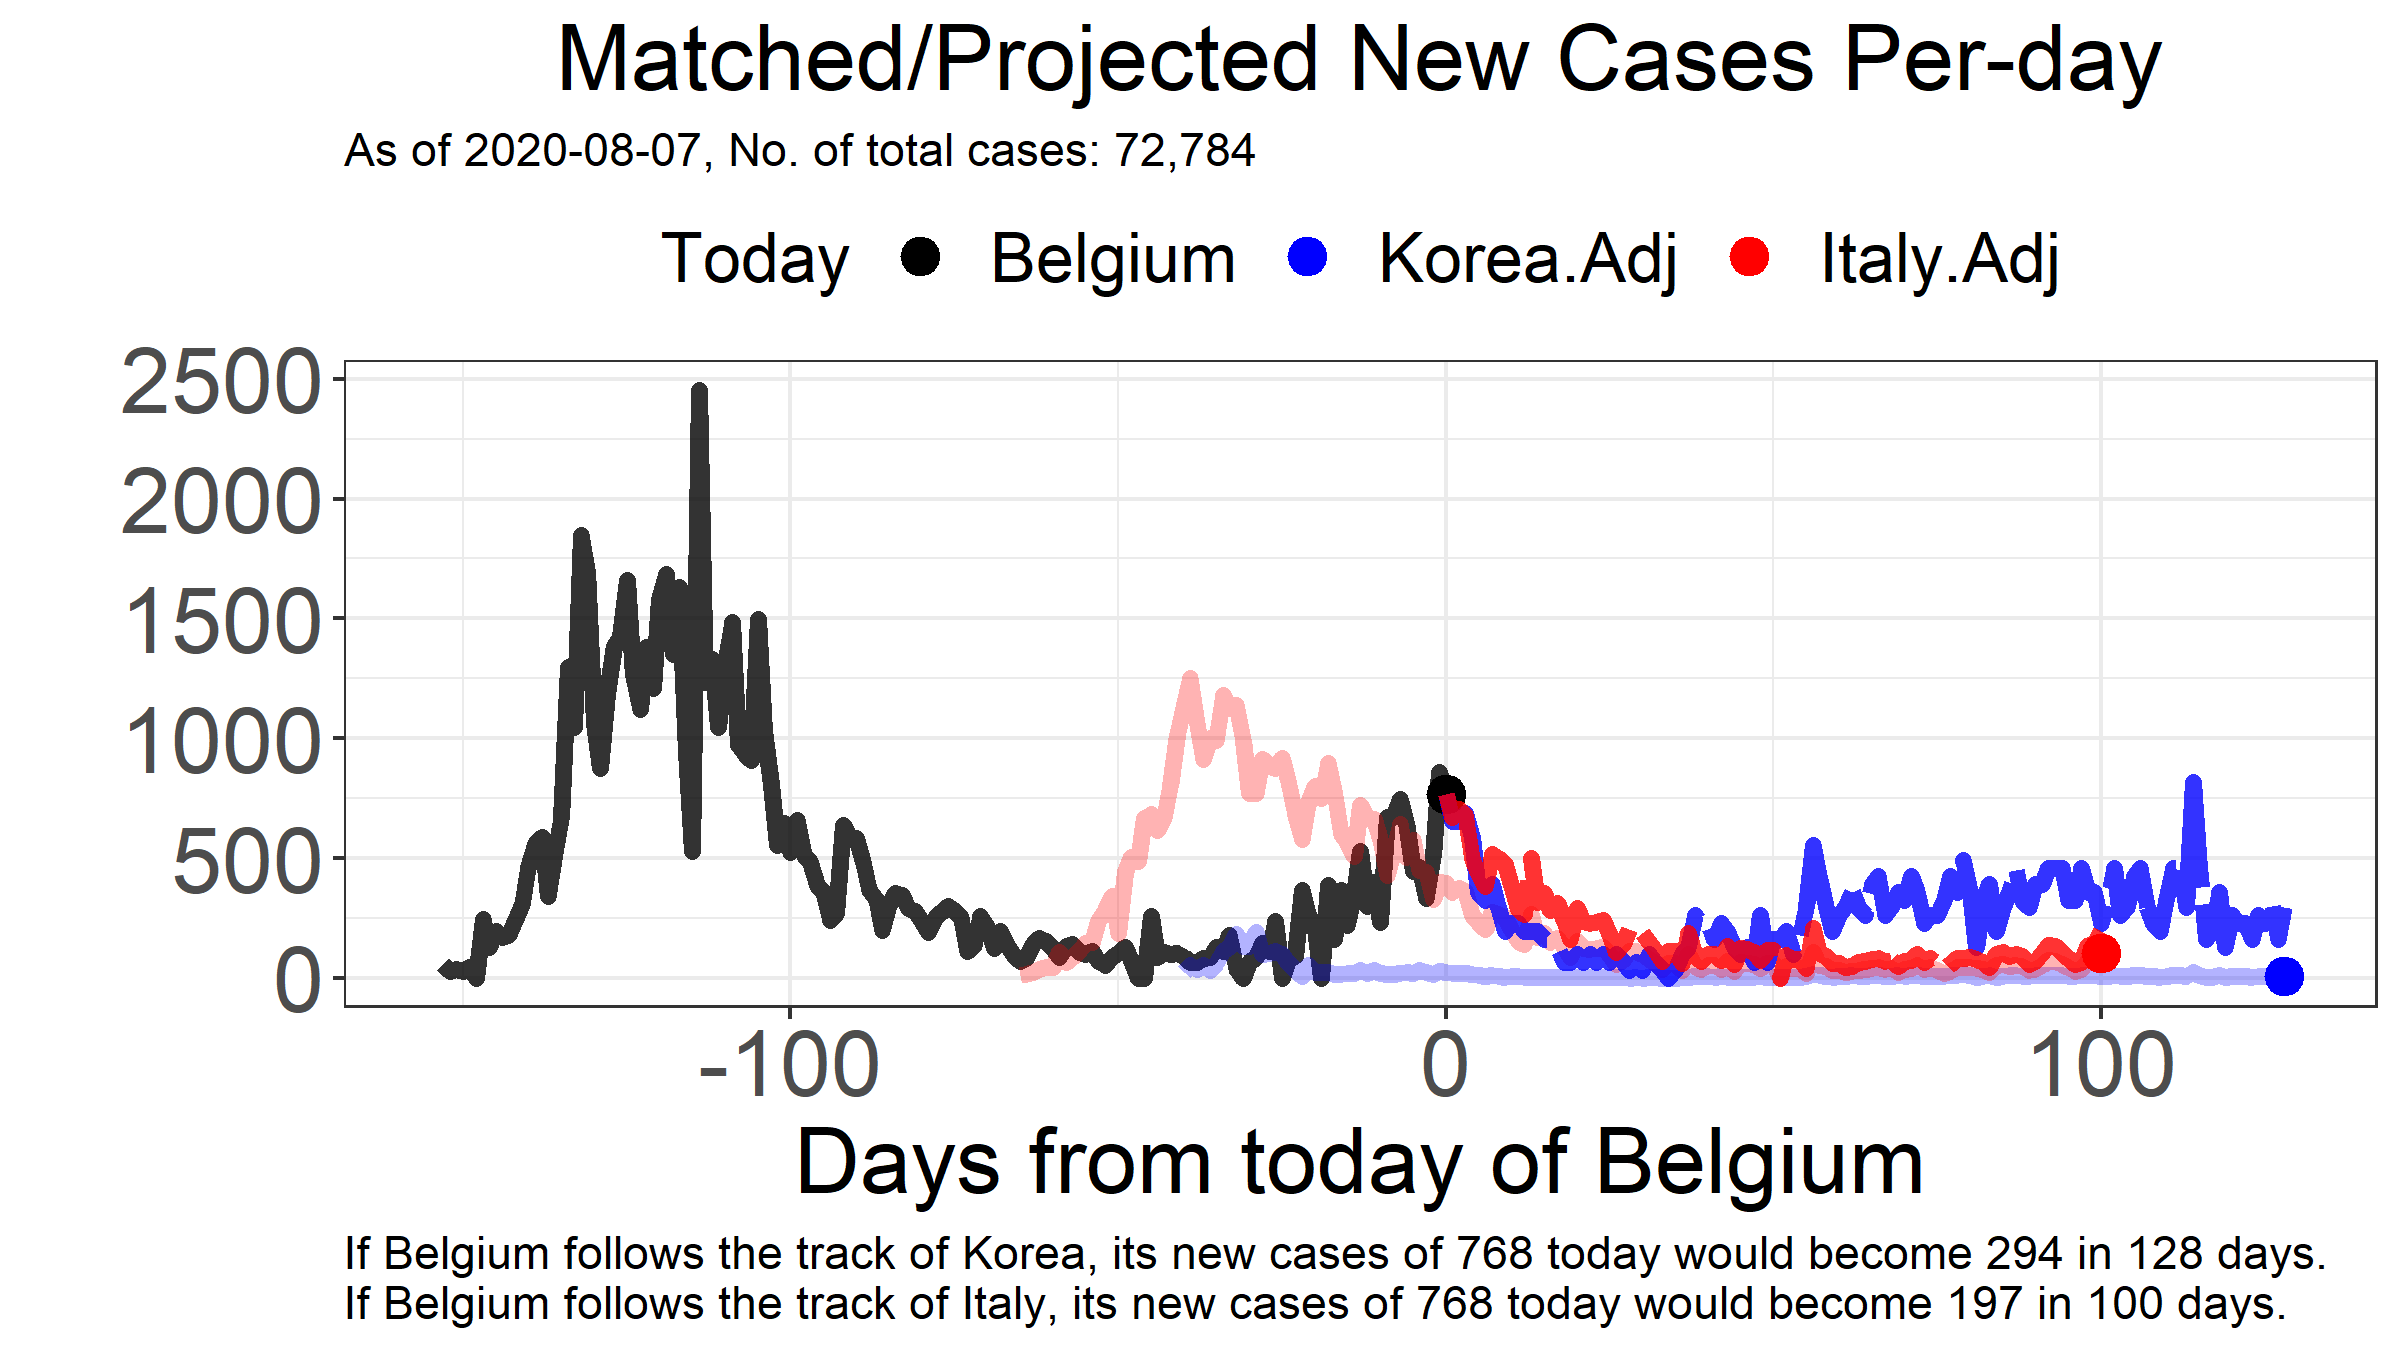 Matched/Projected New Cases Per-day
As of 2020-08-07, No. of total cases: 72,784
Today Belgium Korea.Adj Italy.Adj
2500
2000
1500
1000
500
0
-100 0 100
Days from today of Belgium
If Belgium follows the track of Korea, its new cases of 768 today would become 294 in 128 days.
If Belgium follows the track of Italy, its new cases of 768 today would become 197 in 100 days.